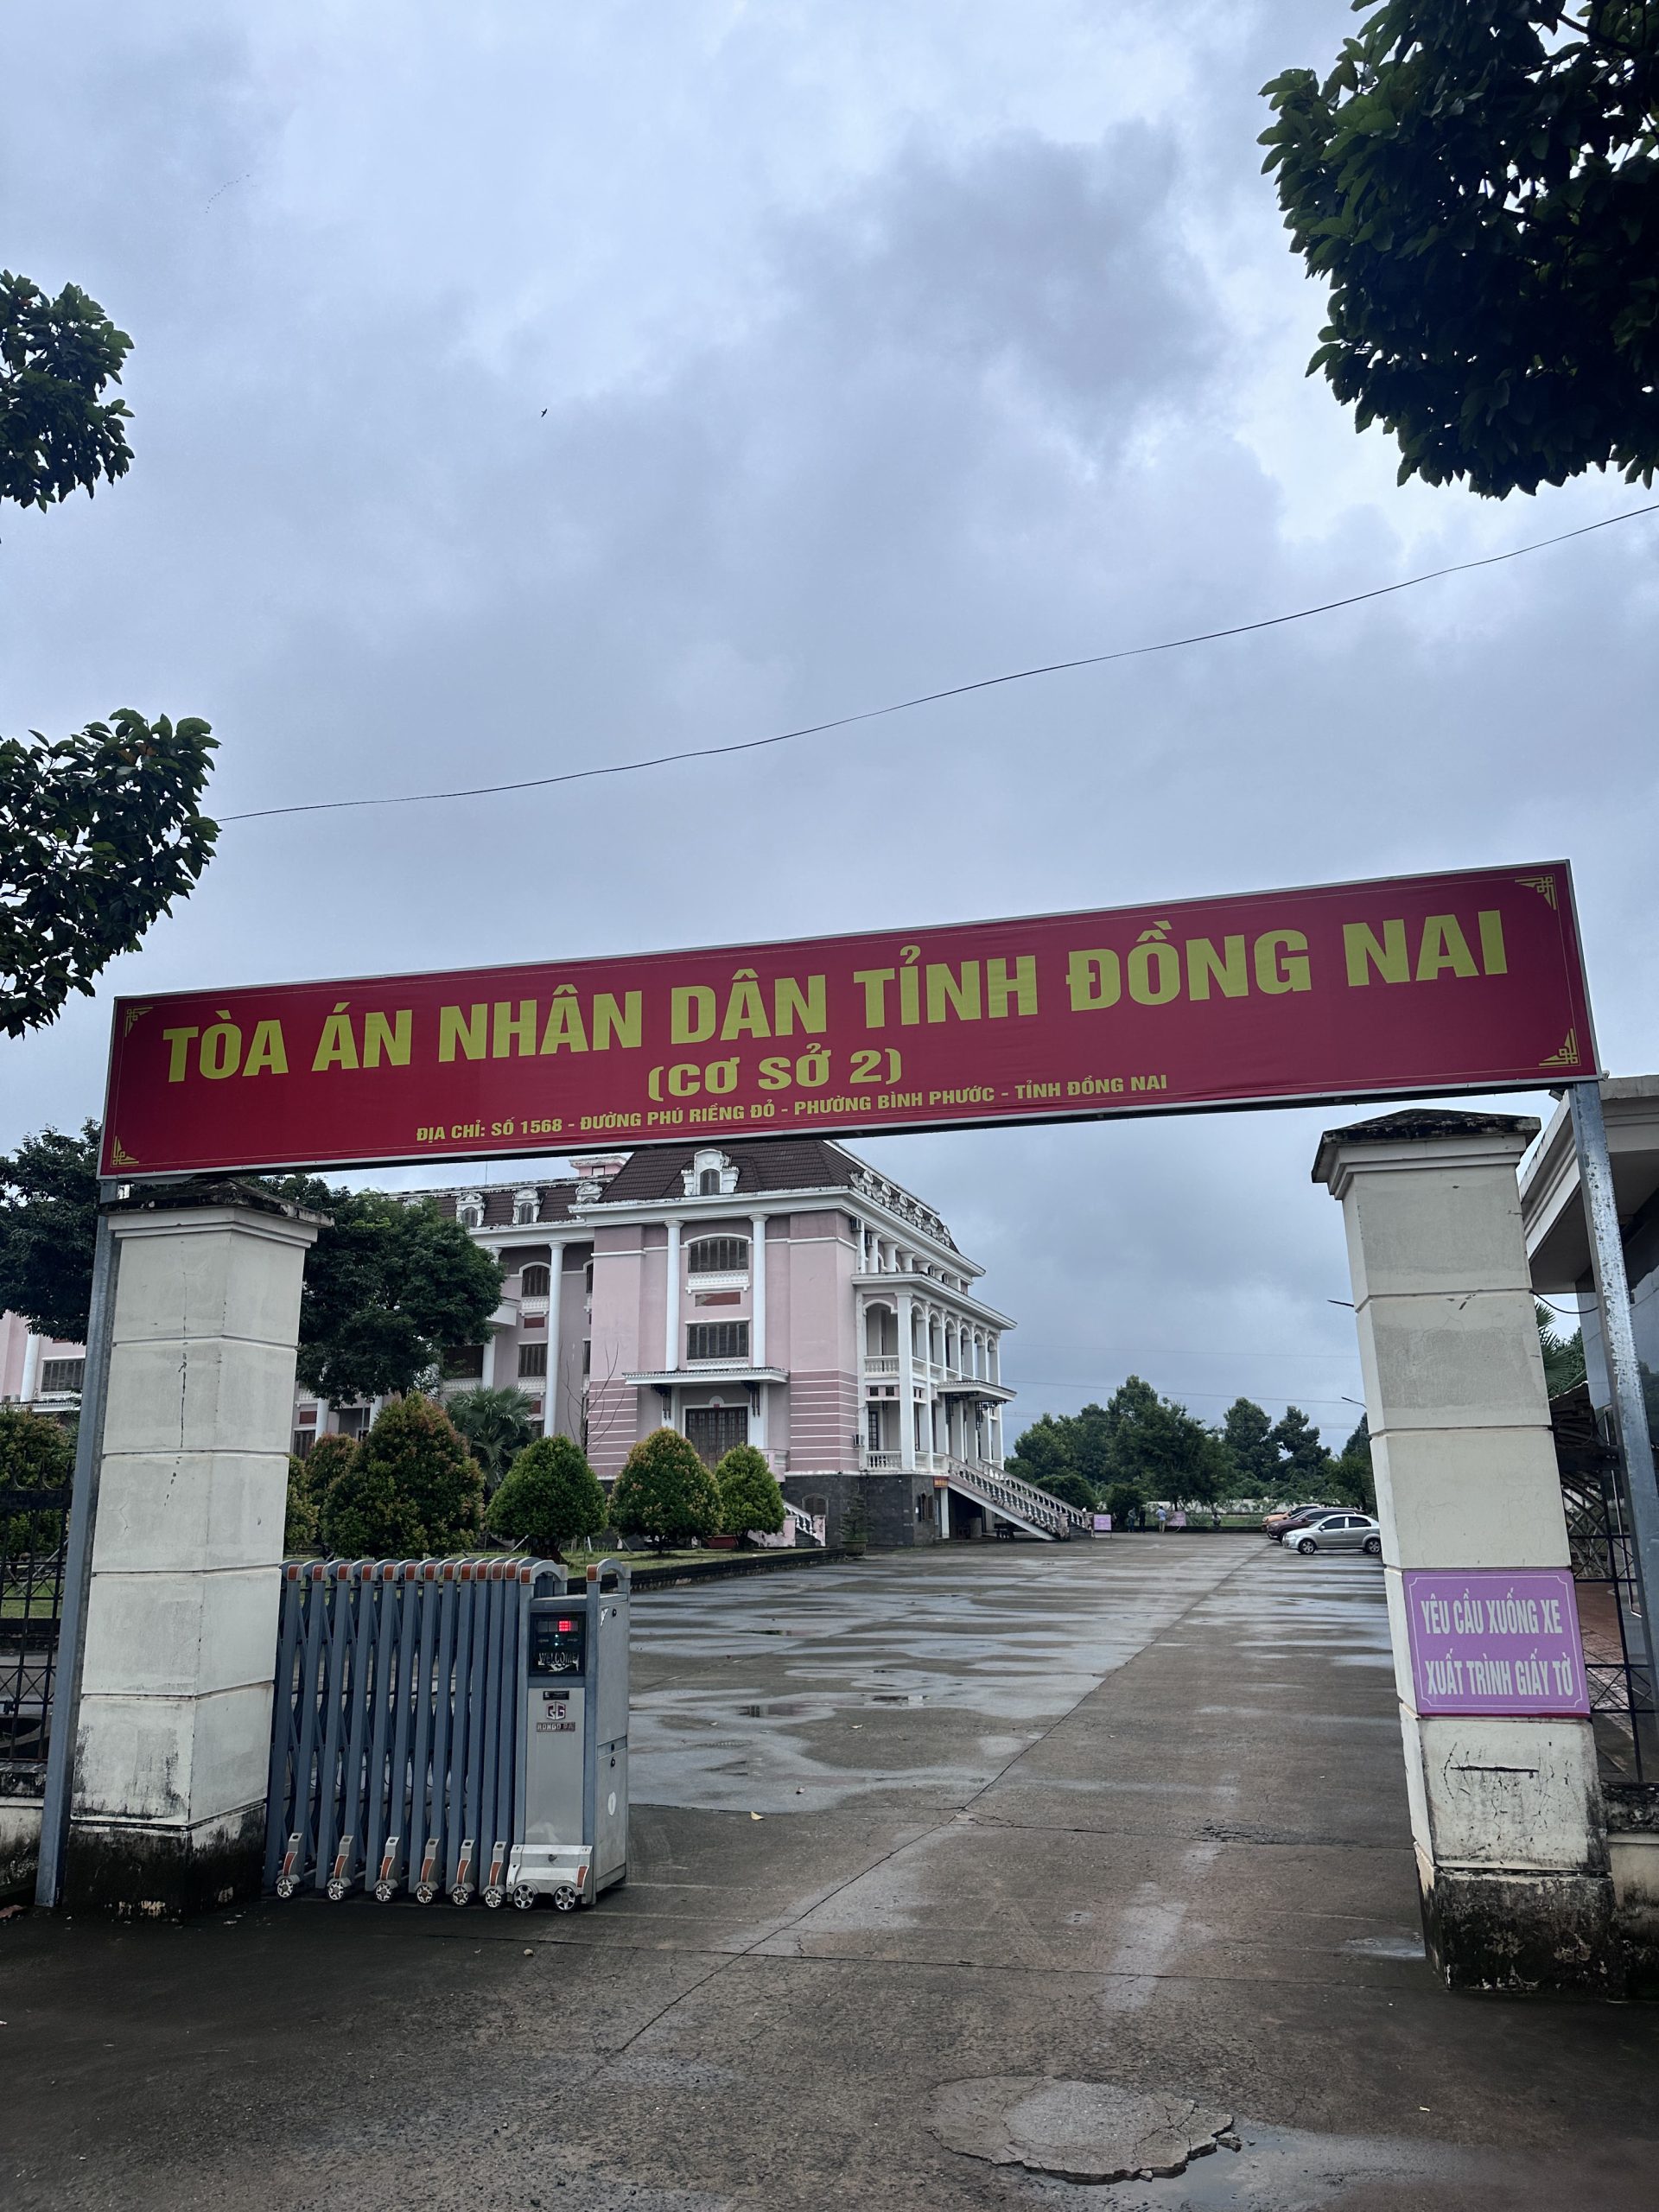 TÒA ÁN NHÂN DÂN TỈNH ĐỒNG NAI
(CƠ SỞ 2)
ĐỊA CHỈ: SỐ 1568 - ĐƯỜNG PHÚ RIỀNG ĐỎ - PHƯỜNG BÌNH PHƯỚC - TỈNH ĐỒNG NAI
WELCOME
YÊU CẦU XUỐNG XE
XUẤT TRÌNH GIẤY TỜ